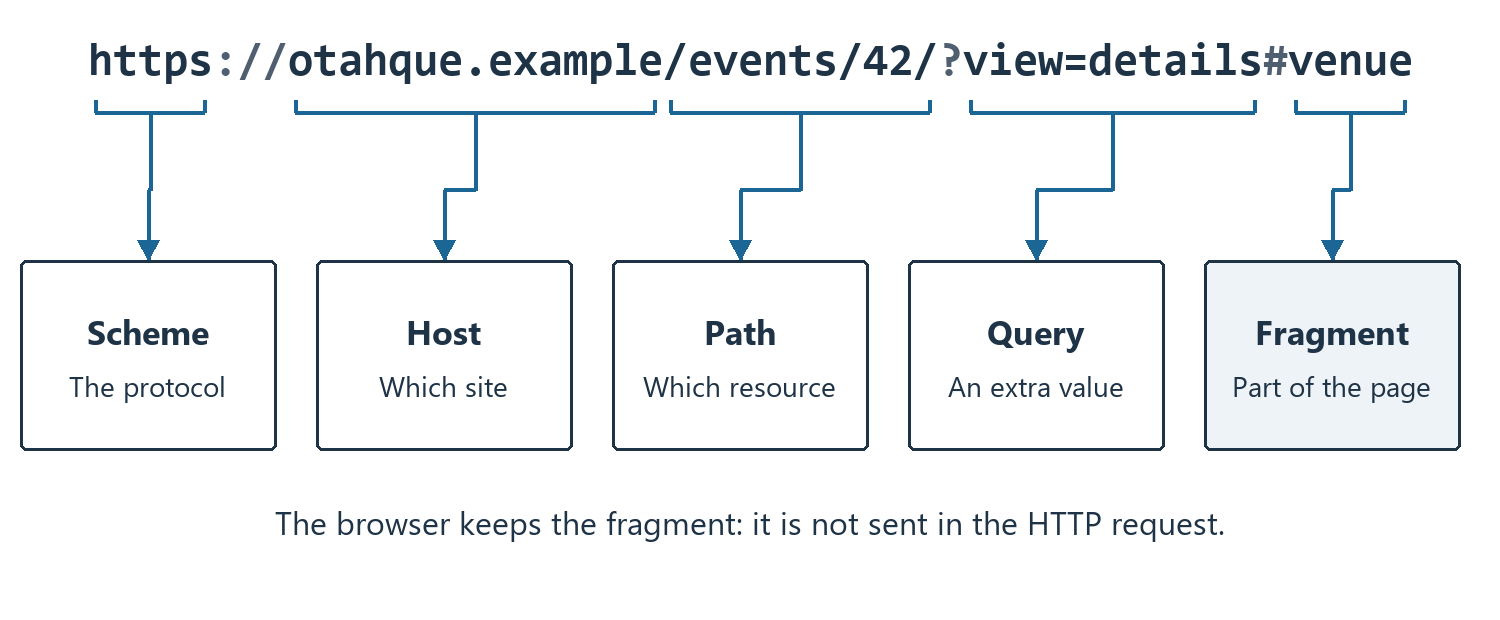 https://otahque.example/events/42/?view=details#venue
Scheme
The protocol
Host
Which site
Path
Which resource
Query
An extra value
Fragment
Part of the page
The browser keeps the fragment: it is not sent in the HTTP request.